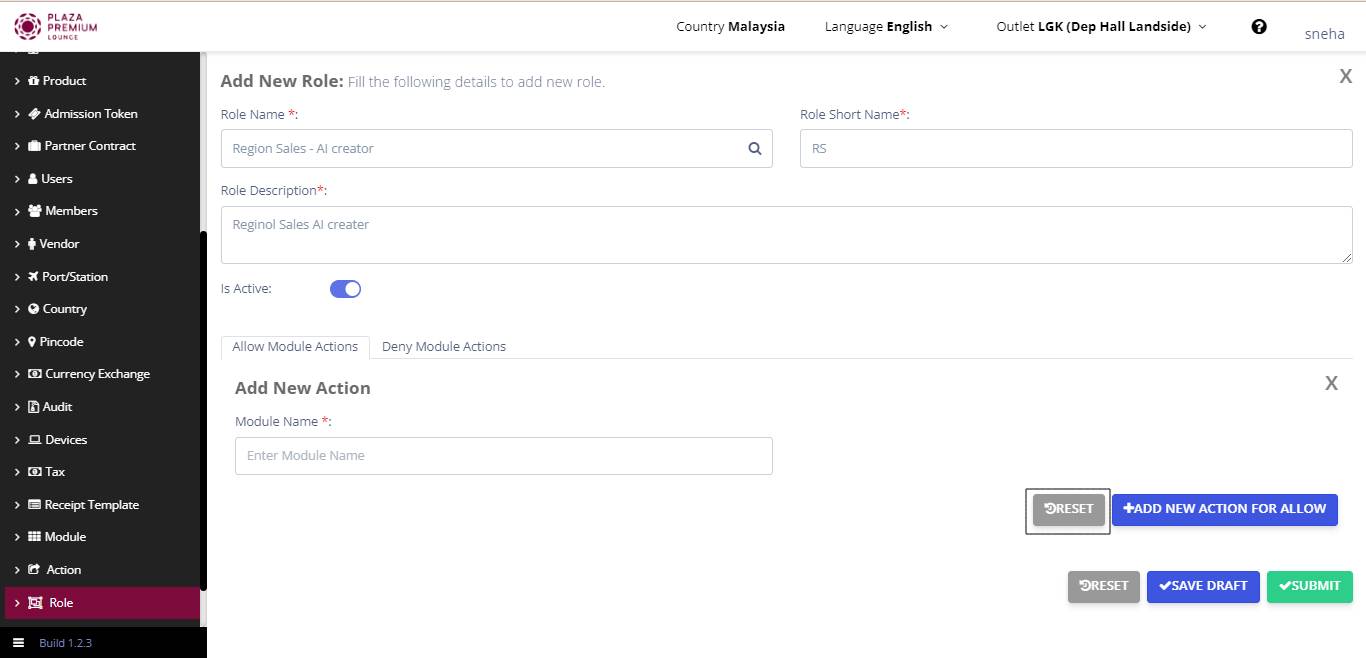 PLAZA
PREMIUM
LOUNGE
Country Malaysia
Language English
Outlet LGK (Dep Hall Landside)
?
sneha
Product
Admission Token
Partner Contract
Users
Members
Vendor
Port/Station
Country
Pincode
Currency Exchange
Audit
Devices
Tax
Receipt Template
Module
Action
Role
Build 1.2.3
Add New Role: Fill the following details to add new role.
X
Role Name *:
Role Short Name*:
Region Sales - AI creator
RS
Role Description*:
Reginol Sales AI creater
Is Active:
Allow Module Actions
Deny Module Actions
Add New Action
X
Module Name *:
Enter Module Name
RESET
ADD NEW ACTION FOR ALLOW
RESET
SAVE DRAFT
SUBMIT